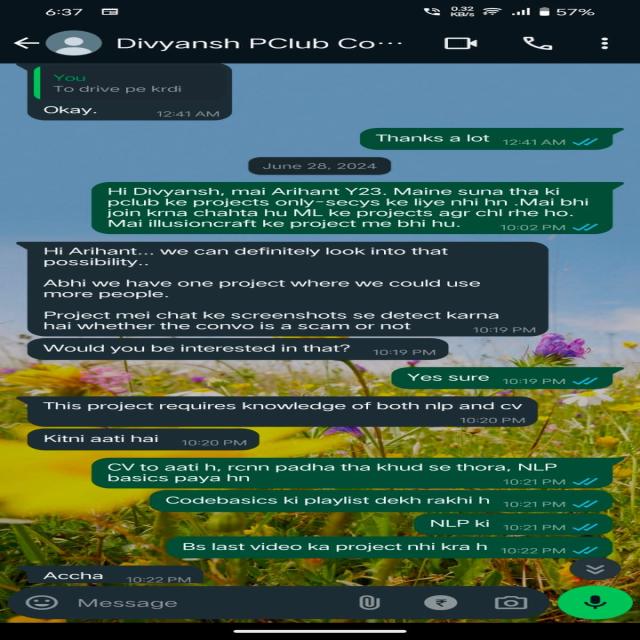 6:37
0.32
KB/s
57%
Divyansh PClub Co···
You
To drive pe krdi
Okay.
12:41 AM
Thanks a lot 12:41 AM
June 28, 2024
Hi Divyansh, mai Arihant Y23. Maine suna tha ki
pclub ke projects only-secys ke liye nhi hn .Mai bhi
join krna chahta hu ML ke projects agr chl rhe ho.
Mai illusioncraft ke project me bhi hu.
10:02 PM
Hi Arihant... we can definitely look into that
possibility..
Abhi we have one project where we could use
more people.
Project mei chat ke screenshots se detect karna
hai whether the convo is a scam or not
10:19 PM
Would you be interested in that? 10:19 PM
Yes sure 10:19 PM
This project requires knowledge of both nlp and cv
10:20 PM
Kitni aati hai 10:20 PM
CV to aati h, rcnn padha tha khud se thora, NLP
basics paya hn
10:21 PM
Codebasics ki playlist dekh rakhi h 10:21 PM
NLP ki 10:21 PM
Bs last video ka project nhi kra h 10:22 PM
Accha 10:22 PM
Message
₹